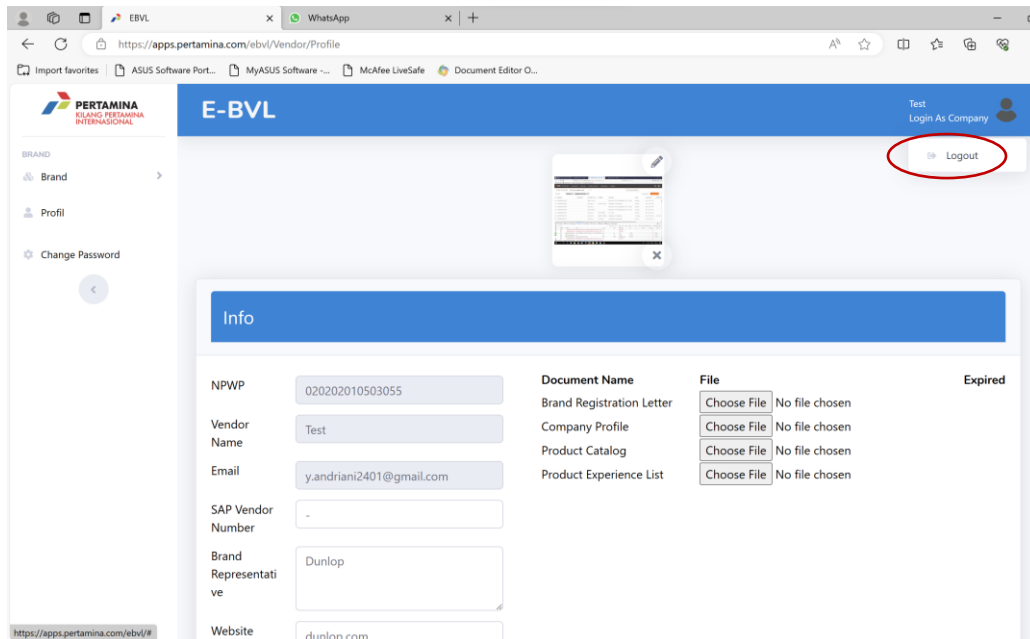 EBVL
WhatsApp
https://apps.pertamina.com/ebvl/Vendor/Profile
Import favorites
ASUS Software Port...
MyASUS Software -...
McAfee LiveSafe
Document Editor O...
PERTAMINA
KILANG PERTAMINA
INTERNASIONAL
E-BVL
Test
Login As Company
Logout
BRAND
Brand
Profil
Change Password
Info
NPWP
020202010503055
Vendor
Name
Test
Email
y.andriani2401@gmail.com
SAP Vendor
Number
-
Brand
Representati
ve
Dunlop
Website
dunlop.com
Document Name File Expired
Brand Registration Letter Choose File No file chosen
Company Profile Choose File No file chosen
Product Catalog Choose File No file chosen
Product Experience List Choose File No file chosen
https://apps.pertamina.com/ebvl/#